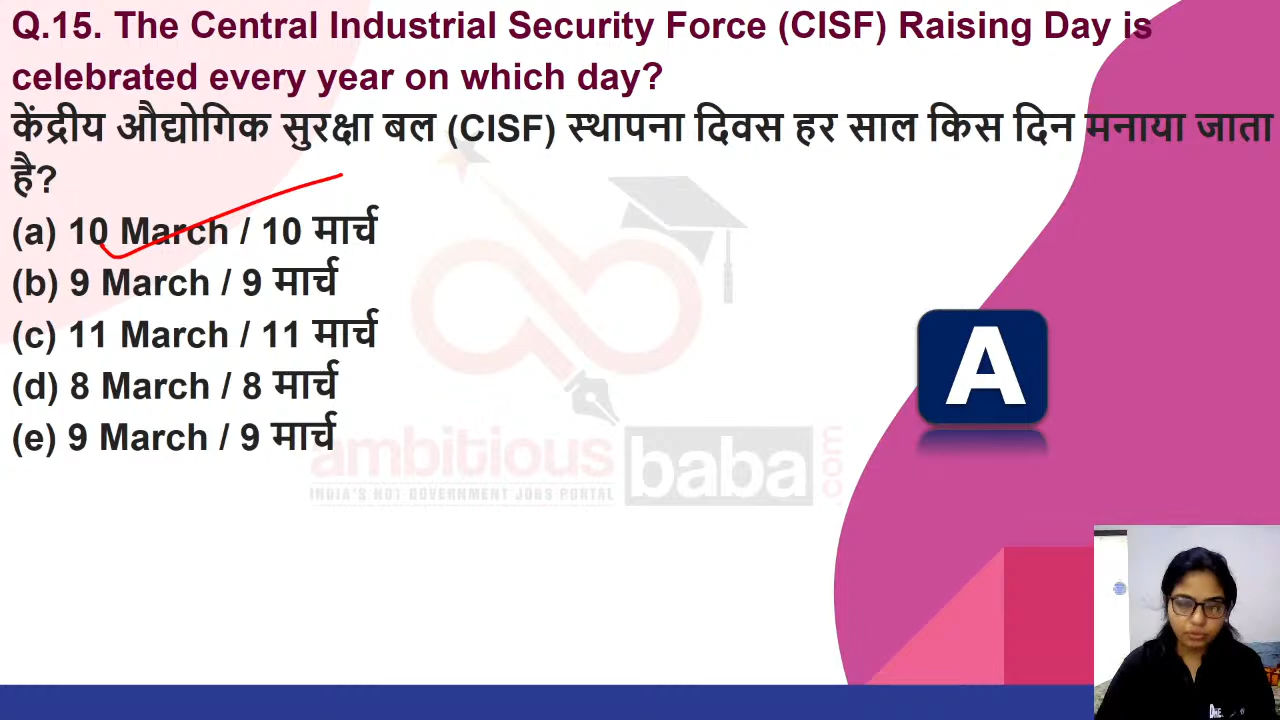 Q.15. The Central Industrial Security Force (CISF) Raising Day is
celebrated every year on which day?
केंद्रीय औद्योगिक सुरक्षा बल (CISF) स्थापना दिवस हर साल किस दिन मनाया जाता
है?
(a) 10 March / 10 मार्च
(b) 9 March / 9 मार्च
(c) 11 March / 11 मार्च
(d) 8 March / 8 मार्च
(e) 9 March / 9 मार्च
A
ambitious baba .com
INDIA'S NO1 GOVERNMENT JOBS PORTAL